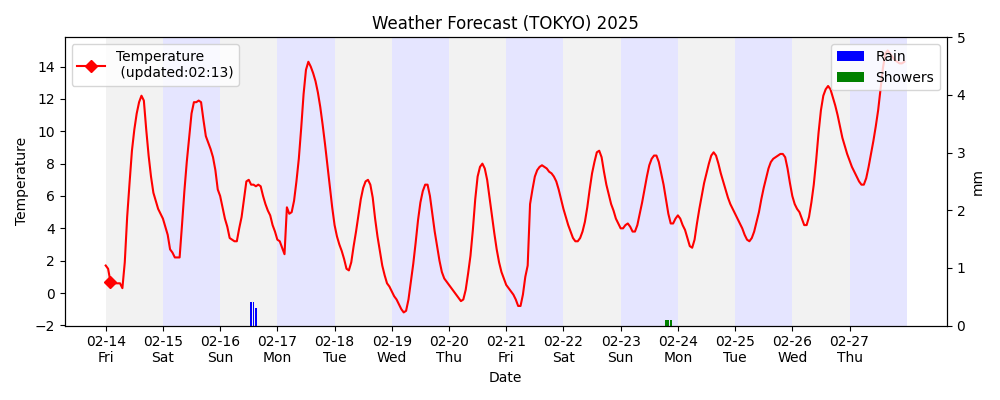 Weather Forecast (TOKYO) 2025
Temperature
(updated:02:13)
Rain
Showers
Temperature
14
12
10
8
6
4
2
0
−2
5
4
3
2
1
0
mm
02-14 02-15 02-16 02-17 02-18 02-19 02-20 02-21 02-22 02-23 02-24 02-25 02-26 02-27
Fri Sat Sun Mon Tue Wed Thu Fri Sat Sun Mon Tue Wed Thu
Date